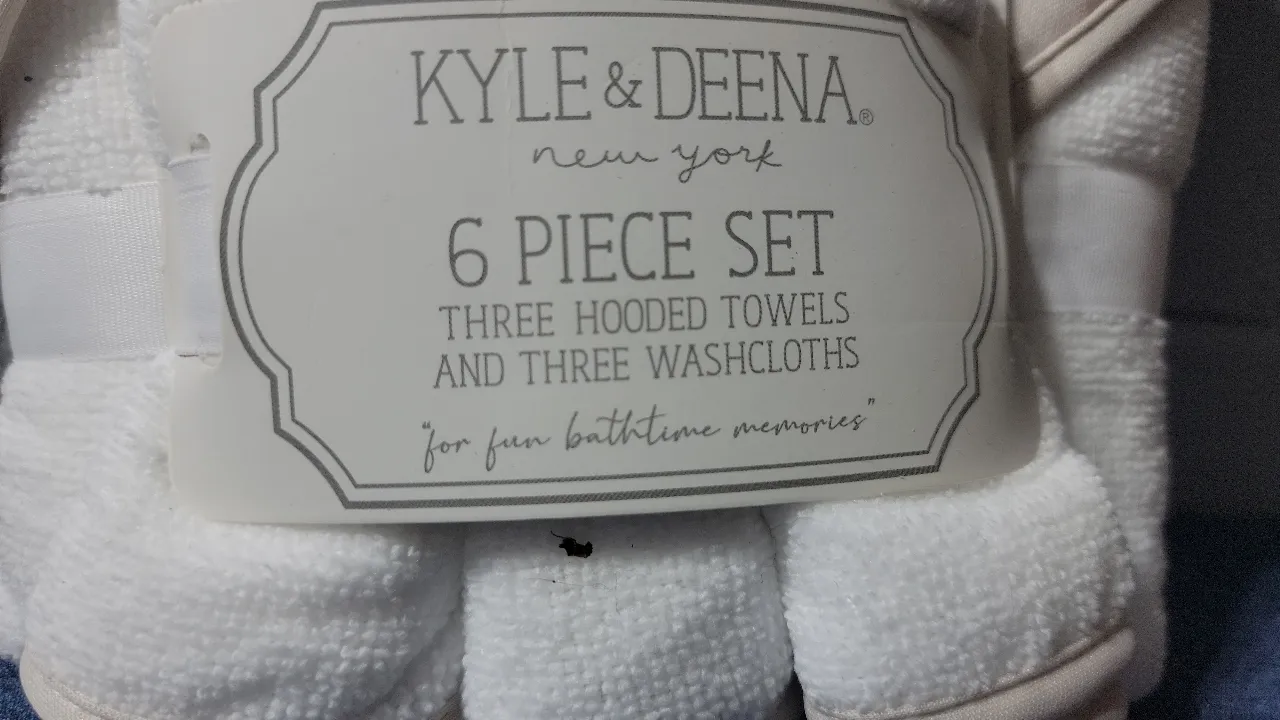 KYLE & DEENA®
new york
6 PIECE SET
THREE HOODED TOWELS
AND THREE WASHCLOTHS
"for fun bathtime memories"